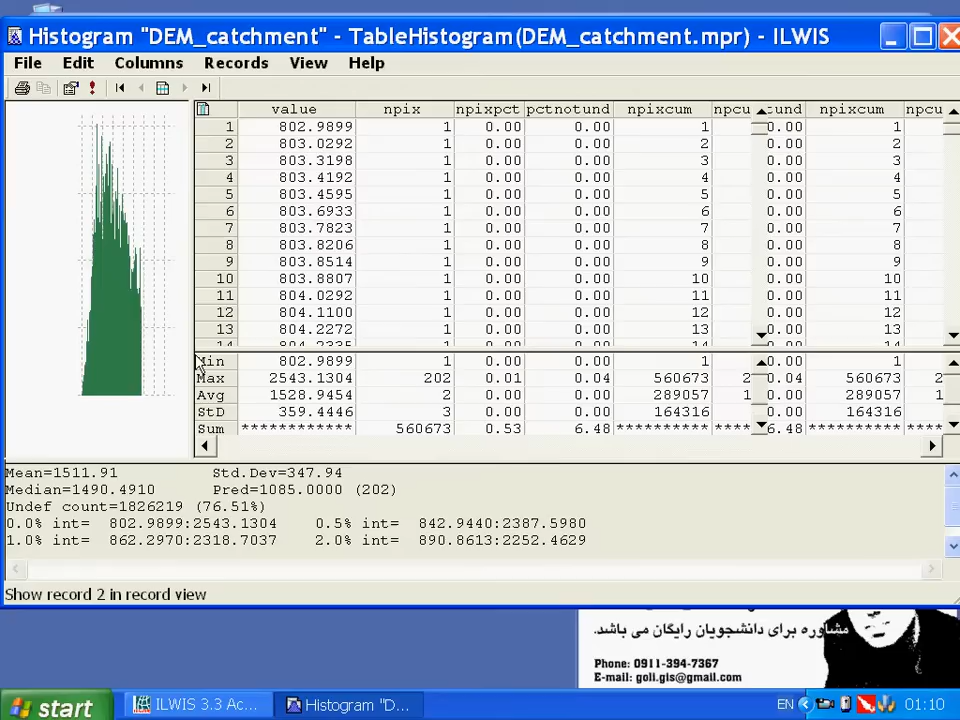 Histogram "DEM_catchment" - TableHistogram(DEM_catchment.mpr) - ILWIS
File Edit Columns Records View Help
value npix npixpct pctnotund npixcum npcu und npixcum npcu
1 802.9899 1 0.00 0.00 1 0.00 1
2 803.0292 1 0.00 0.00 2 0.00 2
3 803.3198 1 0.00 0.00 3 0.00 3
4 803.4192 1 0.00 0.00 4 0.00 4
5 803.4595 1 0.00 0.00 5 0.00 5
6 803.6933 1 0.00 0.00 6 0.00 6
7 803.7823 1 0.00 0.00 7 0.00 7
8 803.8206 1 0.00 0.00 8 0.00 8
9 803.8514 1 0.00 0.00 9 0.00 9
10 803.8807 1 0.00 0.00 10 0.00 10
11 804.0292 1 0.00 0.00 11 0.00 11
12 804.1100 1 0.00 0.00 12 0.00 12
13 804.2272 1 0.00 0.00 13 0.00 13
Min 802.9899 1 0.00 0.00 1 0.00 1
Max 2543.1304 202 0.01 0.04 560673 2 0.04 560673 2
Avg 1528.9454 2 0.00 0.00 289057 1 0.00 289057 1
StD 359.4446 3 0.00 0.00 164316 0.00 164316
Sum ************ 560673 0.53 6.48 ********** **** 6.48 ********** ****
Mean=1511.91 Std.Dev=347.94
Median=1490.4910 Pred=1085.0000 (202)
Undef count=1826219 (76.51%)
0.0% int= 802.9899:2543.1304 0.5% int= 842.9440:2387.5980
1.0% int= 862.2970:2318.7037 2.0% int= 890.8613:2252.4629
Show record 2 in record view
مشاوره برای دانشجویان رایگان می باشد.
Phone: 0911-394-7367
E-mail: goli.gis@gmail.com
start ILWIS 3.3 Ac... Histogram "D... EN 01:10